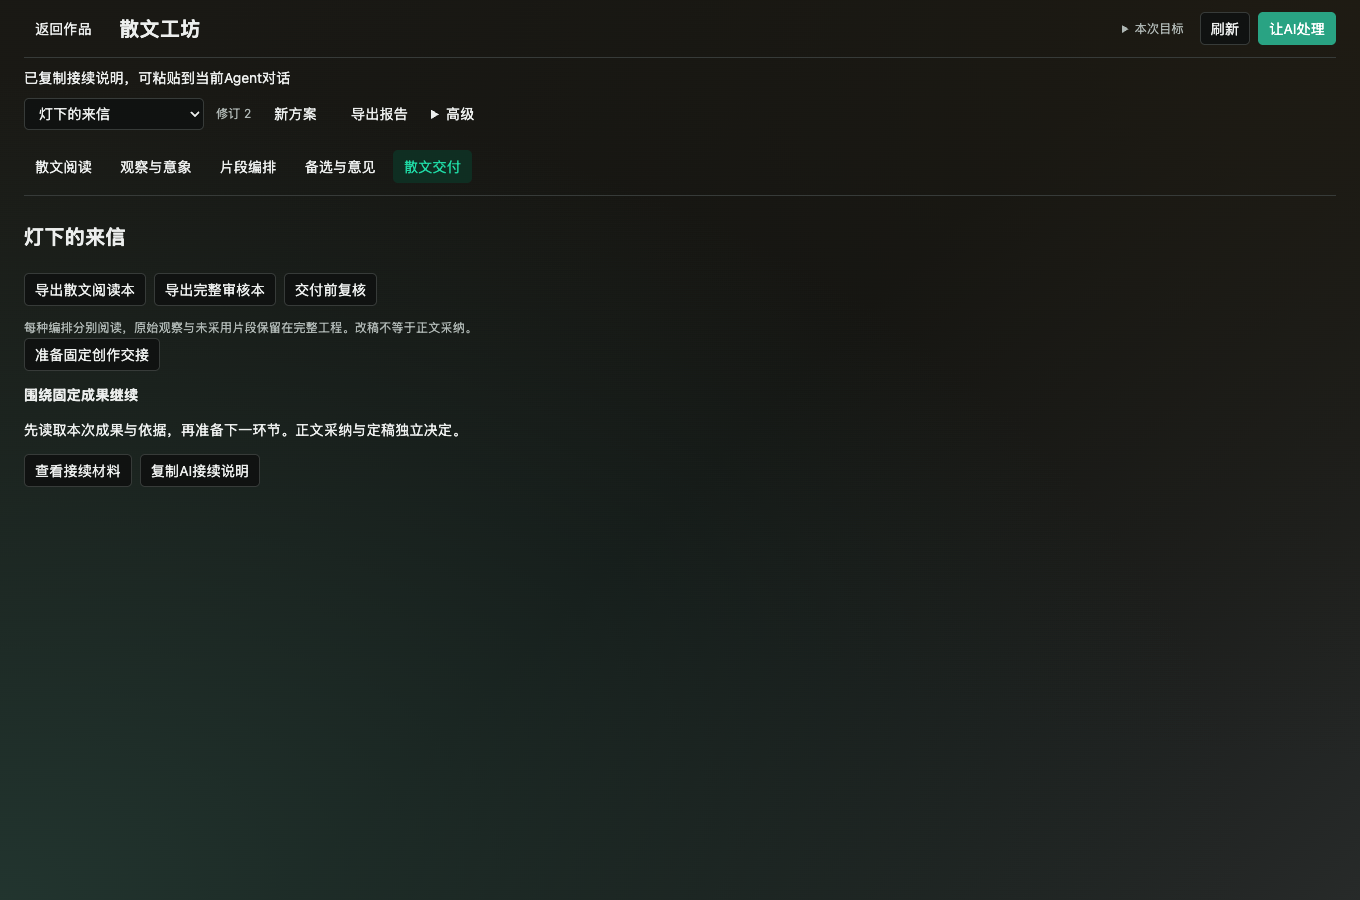 返回作品 散文工坊 ▶ 本次目标 刷新 让AI处理
已复制接续说明，可粘贴到当前Agent对话
灯下的来信 修订 2 新方案 导出报告 ▶ 高级
散文阅读 观察与意象 片段编排 备选与意见 散文交付
灯下的来信
导出散文阅读本 导出完整审核本 交付前复核
每种编排分别阅读，原始观察与未采用片段保留在完整工程。改稿不等于正文采纳。
准备固定创作交接
围绕固定成果继续
先读取本次成果与依据，再准备下一环节。正文采纳与定稿独立决定。
查看接续材料 复制AI接续说明